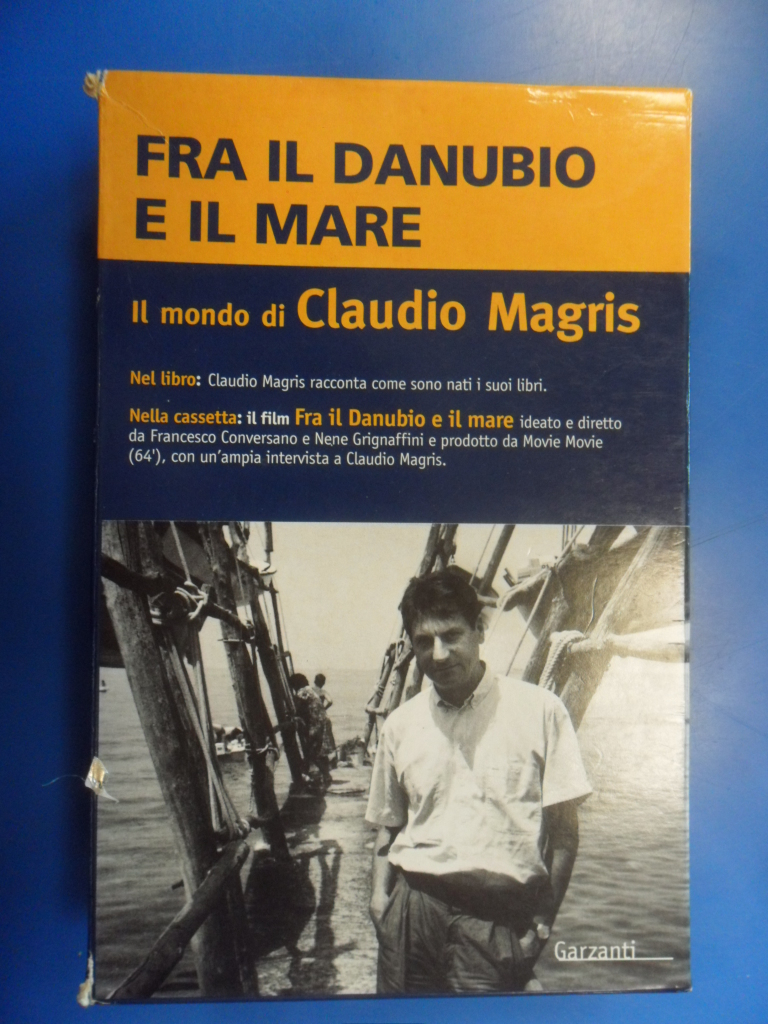 FRA IL DANUBIO
E IL MARE
Il mondo di Claudio Magris
Nel libro: Claudio Magris racconta come sono nati i suoi libri.
Nella cassetta: il film Fra il Danubio e il mare ideato e diretto
da Francesco Conversano e Nene Grignaffini e prodotto da Movie Movie
(64'), con un'ampia intervista a Claudio Magris.
Garzanti